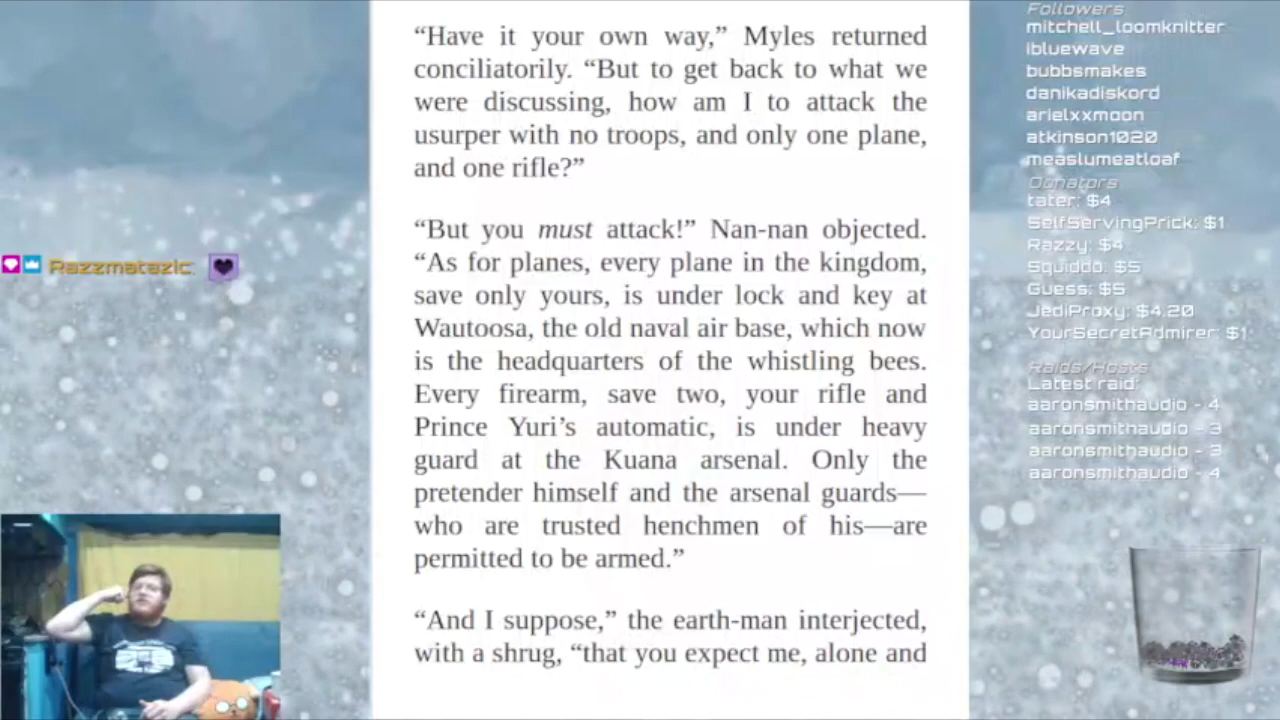 “Have it your own way,” Myles returned
conciliatorily. “But to get back to what we
were discussing, how am I to attack the
usurper with no troops, and only one plane,
and one rifle?”
“But you must attack!” Nan-nan objected.
“As for planes, every plane in the kingdom,
save only yours, is under lock and key at
Wautoosa, the old naval air base, which now
is the headquarters of the whistling bees.
Every firearm, save two, your rifle and
Prince Yuri’s automatic, is under heavy
guard at the Kuana arsenal. Only the
pretender himself and the arsenal guards—
who are trusted henchmen of his—are
permitted to be armed.”
“And I suppose,” the earth-man interjected,
with a shrug, “that you expect me, alone and
Razzmatazic:
Followers
mitchell_loomknitter
ibluewave
bubbsmakes
danikadiskord
arielxxmoon
atkinson1020
measlumeatloaf
Donators
tater: $4
SelfServingPrick: $1
Razzy: $4
Squiddo: $5
Guess: $5
JediProxy: $4.20
YourSecretAdmirer: $1
Raids/Hosts
Latest raid:
aaronsmithaudio - 4
aaronsmithaudio - 3
aaronsmithaudio - 3
aaronsmithaudio - 4